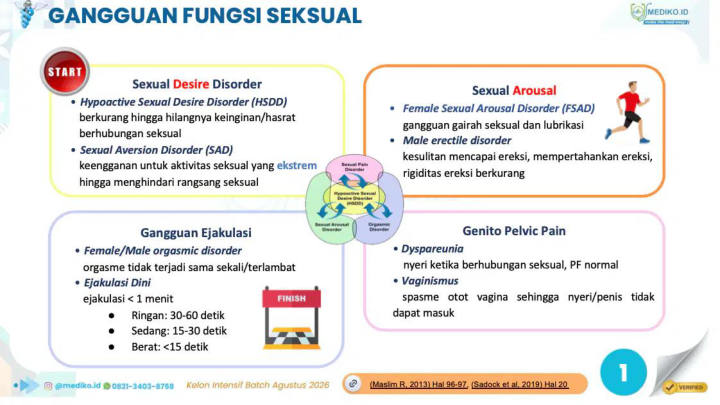 GANGGUAN FUNGSI SEKSUAL
MEDIKO.ID
START
Sexual Desire Disorder
• Hypoactive Sexual Desire Disorder (HSDD)
berkurang hingga hilangnya keinginan/hasrat
berhubungan seksual
• Sexual Aversion Disorder (SAD)
keengganan untuk aktivitas seksual yang ekstrem
hingga menghindari rangsang seksual
Sexual Arousal
• Female Sexual Arousal Disorder (FSAD)
gangguan gairah seksual dan lubrikasi
• Male erectile disorder
kesulitan mencapai ereksi, mempertahankan ereksi,
rigiditas ereksi berkurang
Sexual Pain
Disorder
Hypoactive Sexual
Desire Disorder
(HSDD)
Sexual Arousal
Disorder
Orgasmic
Disorder
Gangguan Ejakulasi
• Female/Male orgasmic disorder
orgasme tidak terjadi sama sekali/terlambat
• Ejakulasi Dini
ejakulasi < 1 menit
● Ringan: 30-60 detik
● Sedang: 15-30 detik
● Berat: <15 detik
FINISH
Genito Pelvic Pain
• Dyspareunia
nyeri ketika berhubungan seksual, PF normal
• Vaginismus
spasme otot vagina sehingga nyeri/penis tidak
dapat masuk
@mediko.id 0831-3403-8768 Kelon Intensif Batch Agustus 2026
(Maslim R, 2013) Hal 96-97, (Sadock et al, 2019) Hal 20
1
VERIFIED